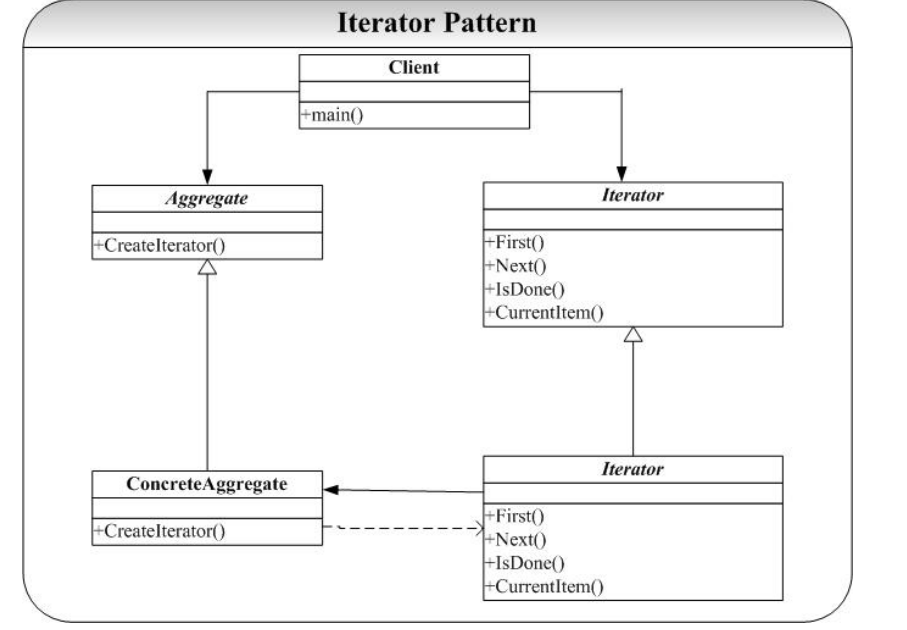 Iterator Pattern
Client
+main()
Aggregate
+CreateIterator()
Iterator
+First()
+Next()
+IsDone()
+CurrentItem()
ConcreteAggregate
+CreateIterator()
Iterator
+First()
+Next()
+IsDone()
+CurrentItem()